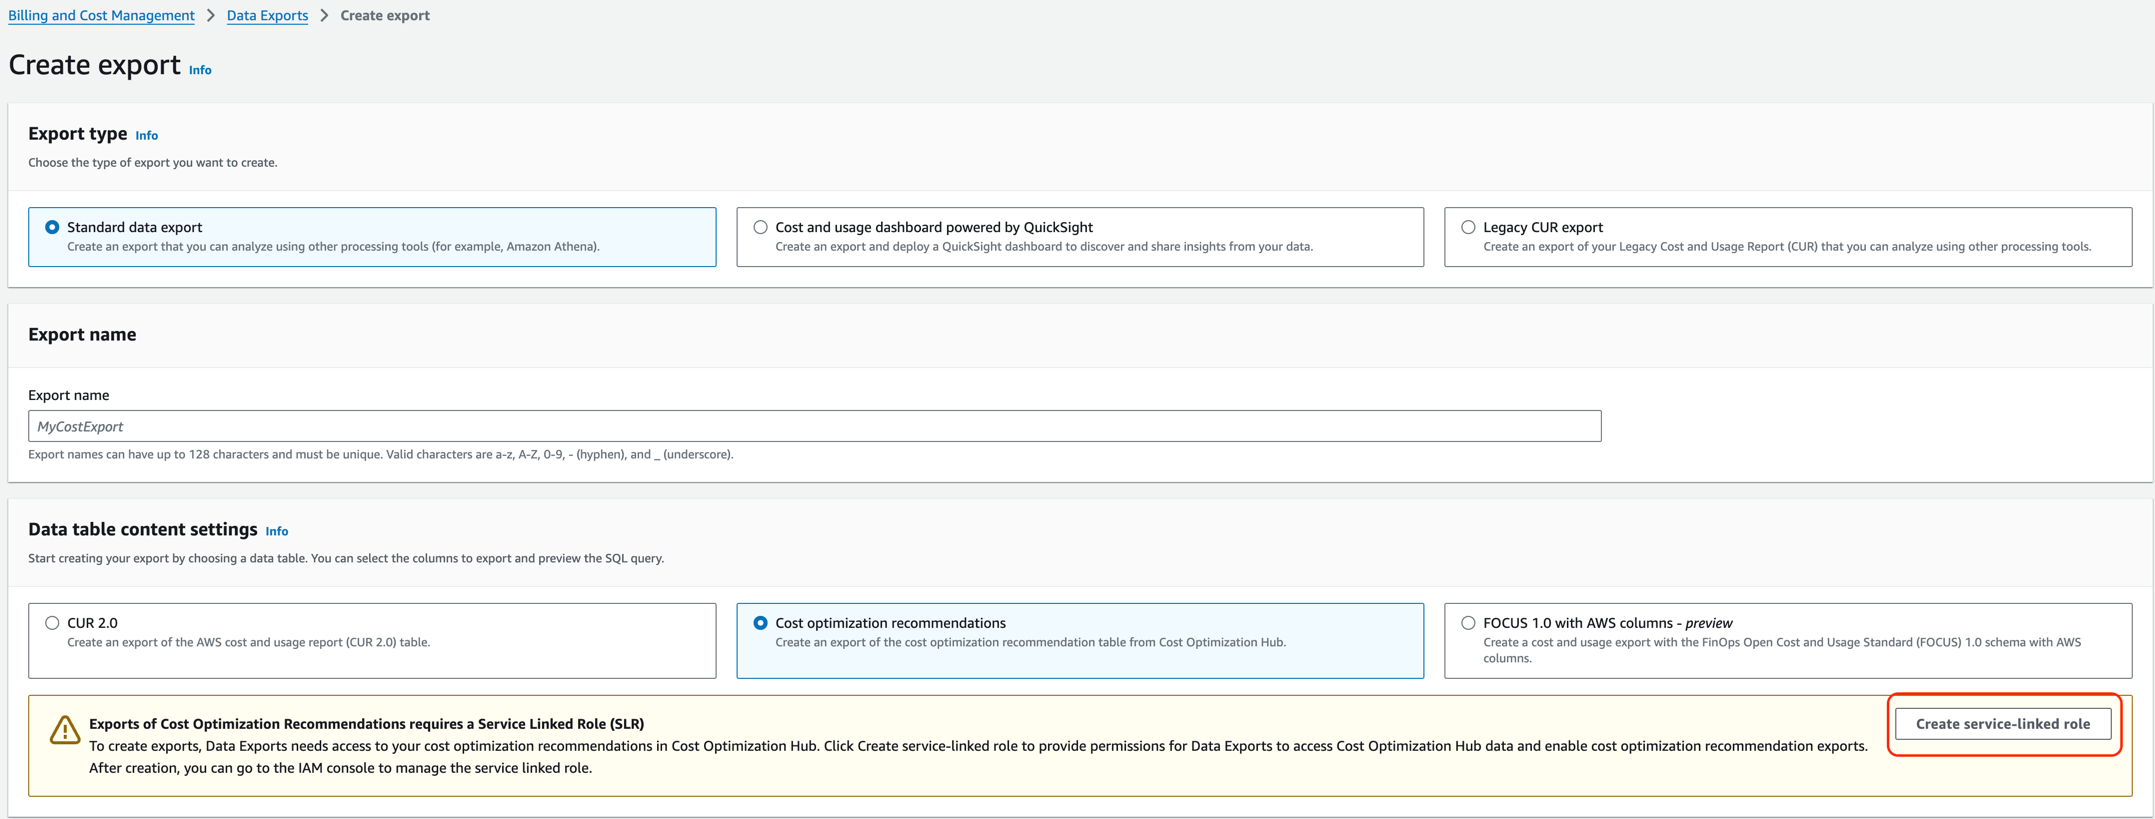 Billing and Cost Management > Data Exports > Create export
Create export Info
Export type Info
Choose the type of export you want to create.
Standard data export
Create an export that you can analyze using other processing tools (for example, Amazon Athena).
Cost and usage dashboard powered by QuickSight
Create an export and deploy a QuickSight dashboard to discover and share insights from your data.
Legacy CUR export
Create an export of your Legacy Cost and Usage Report (CUR) that you can analyze using other processing tools.
Export name
Export name
MyCostExport
Export names can have up to 128 characters and must be unique. Valid characters are a-z, A-Z, 0-9, - (hyphen), and _ (underscore).
Data table content settings Info
Start creating your export by choosing a data table. You can select the columns to export and preview the SQL query.
CUR 2.0
Create an export of the AWS cost and usage report (CUR 2.0) table.
Cost optimization recommendations
Create an export of the cost optimization recommendation table from Cost Optimization Hub.
FOCUS 1.0 with AWS columns - preview
Create a cost and usage export with the FinOps Open Cost and Usage Standard (FOCUS) 1.0 schema with AWS
columns.
Exports of Cost Optimization Recommendations requires a Service Linked Role (SLR)
To create exports, Data Exports needs access to your cost optimization recommendations in Cost Optimization Hub. Click Create service-linked role to provide permissions for Data Exports to access Cost Optimization Hub data and enable cost optimization recommendation exports.
After creation, you can go to the IAM console to manage the service linked role.
Create service-linked role